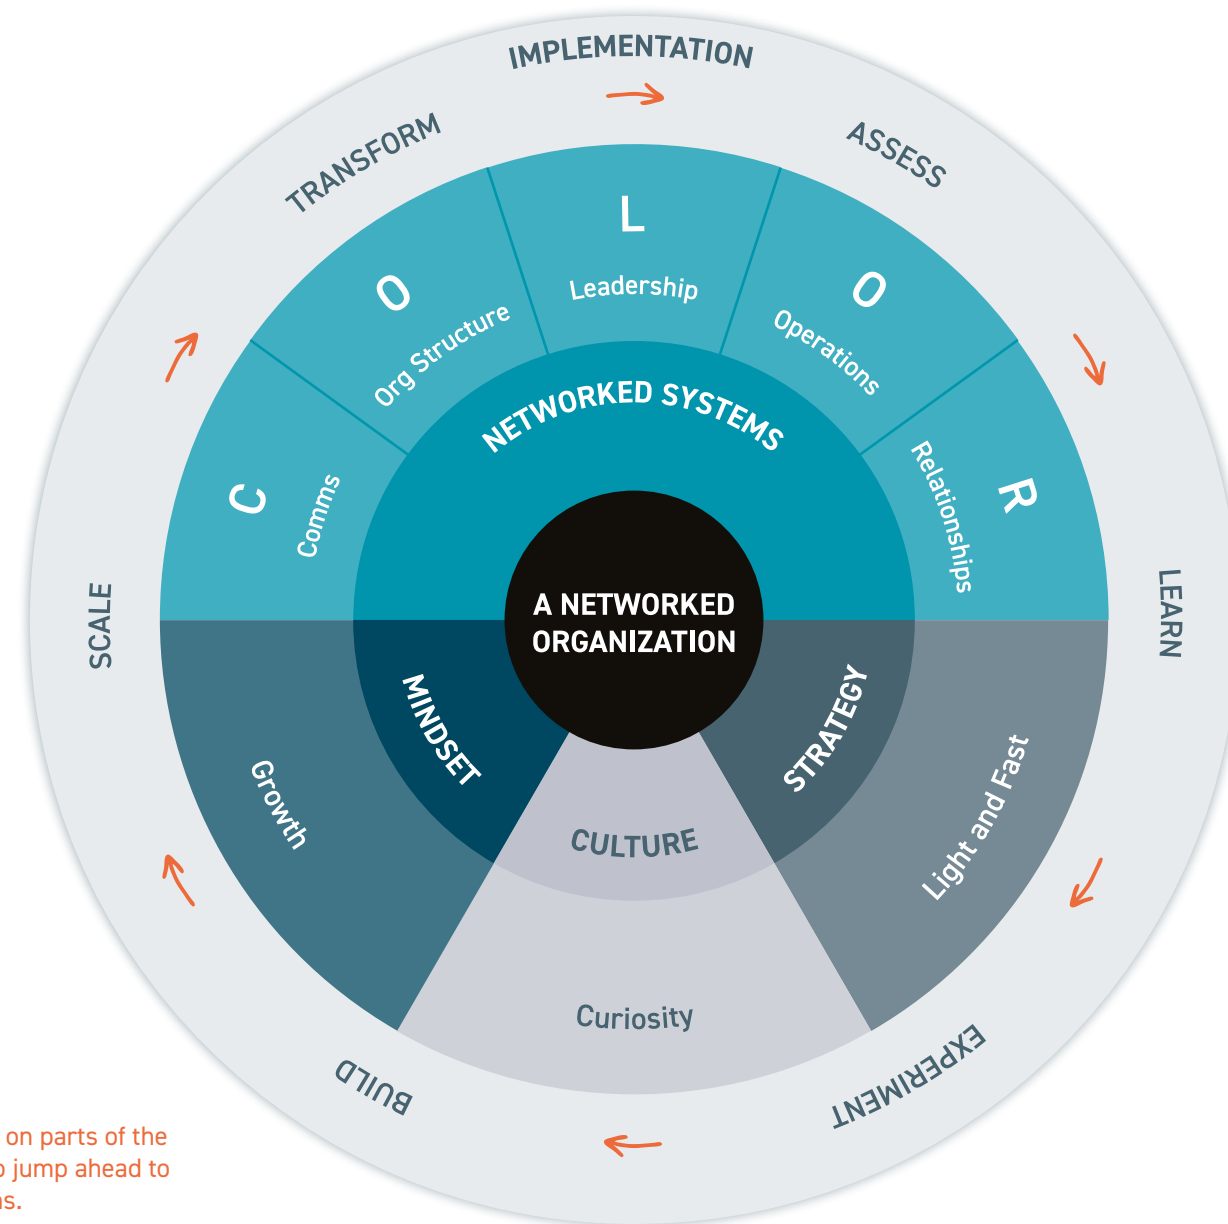 IMPLEMENTATION
TRANSFORM
ASSESS
L
Leadership
O
Org Structure
O
Operations
C
Comms
R
Relationships
NETWORKED SYSTEMS
SCALE
LEARN
A NETWORKED
ORGANIZATION
MINDSET
STRATEGY
Growth
Light and Fast
CULTURE
Curiosity
BUILD
EXPERIMENT
on parts of the
jump ahead to